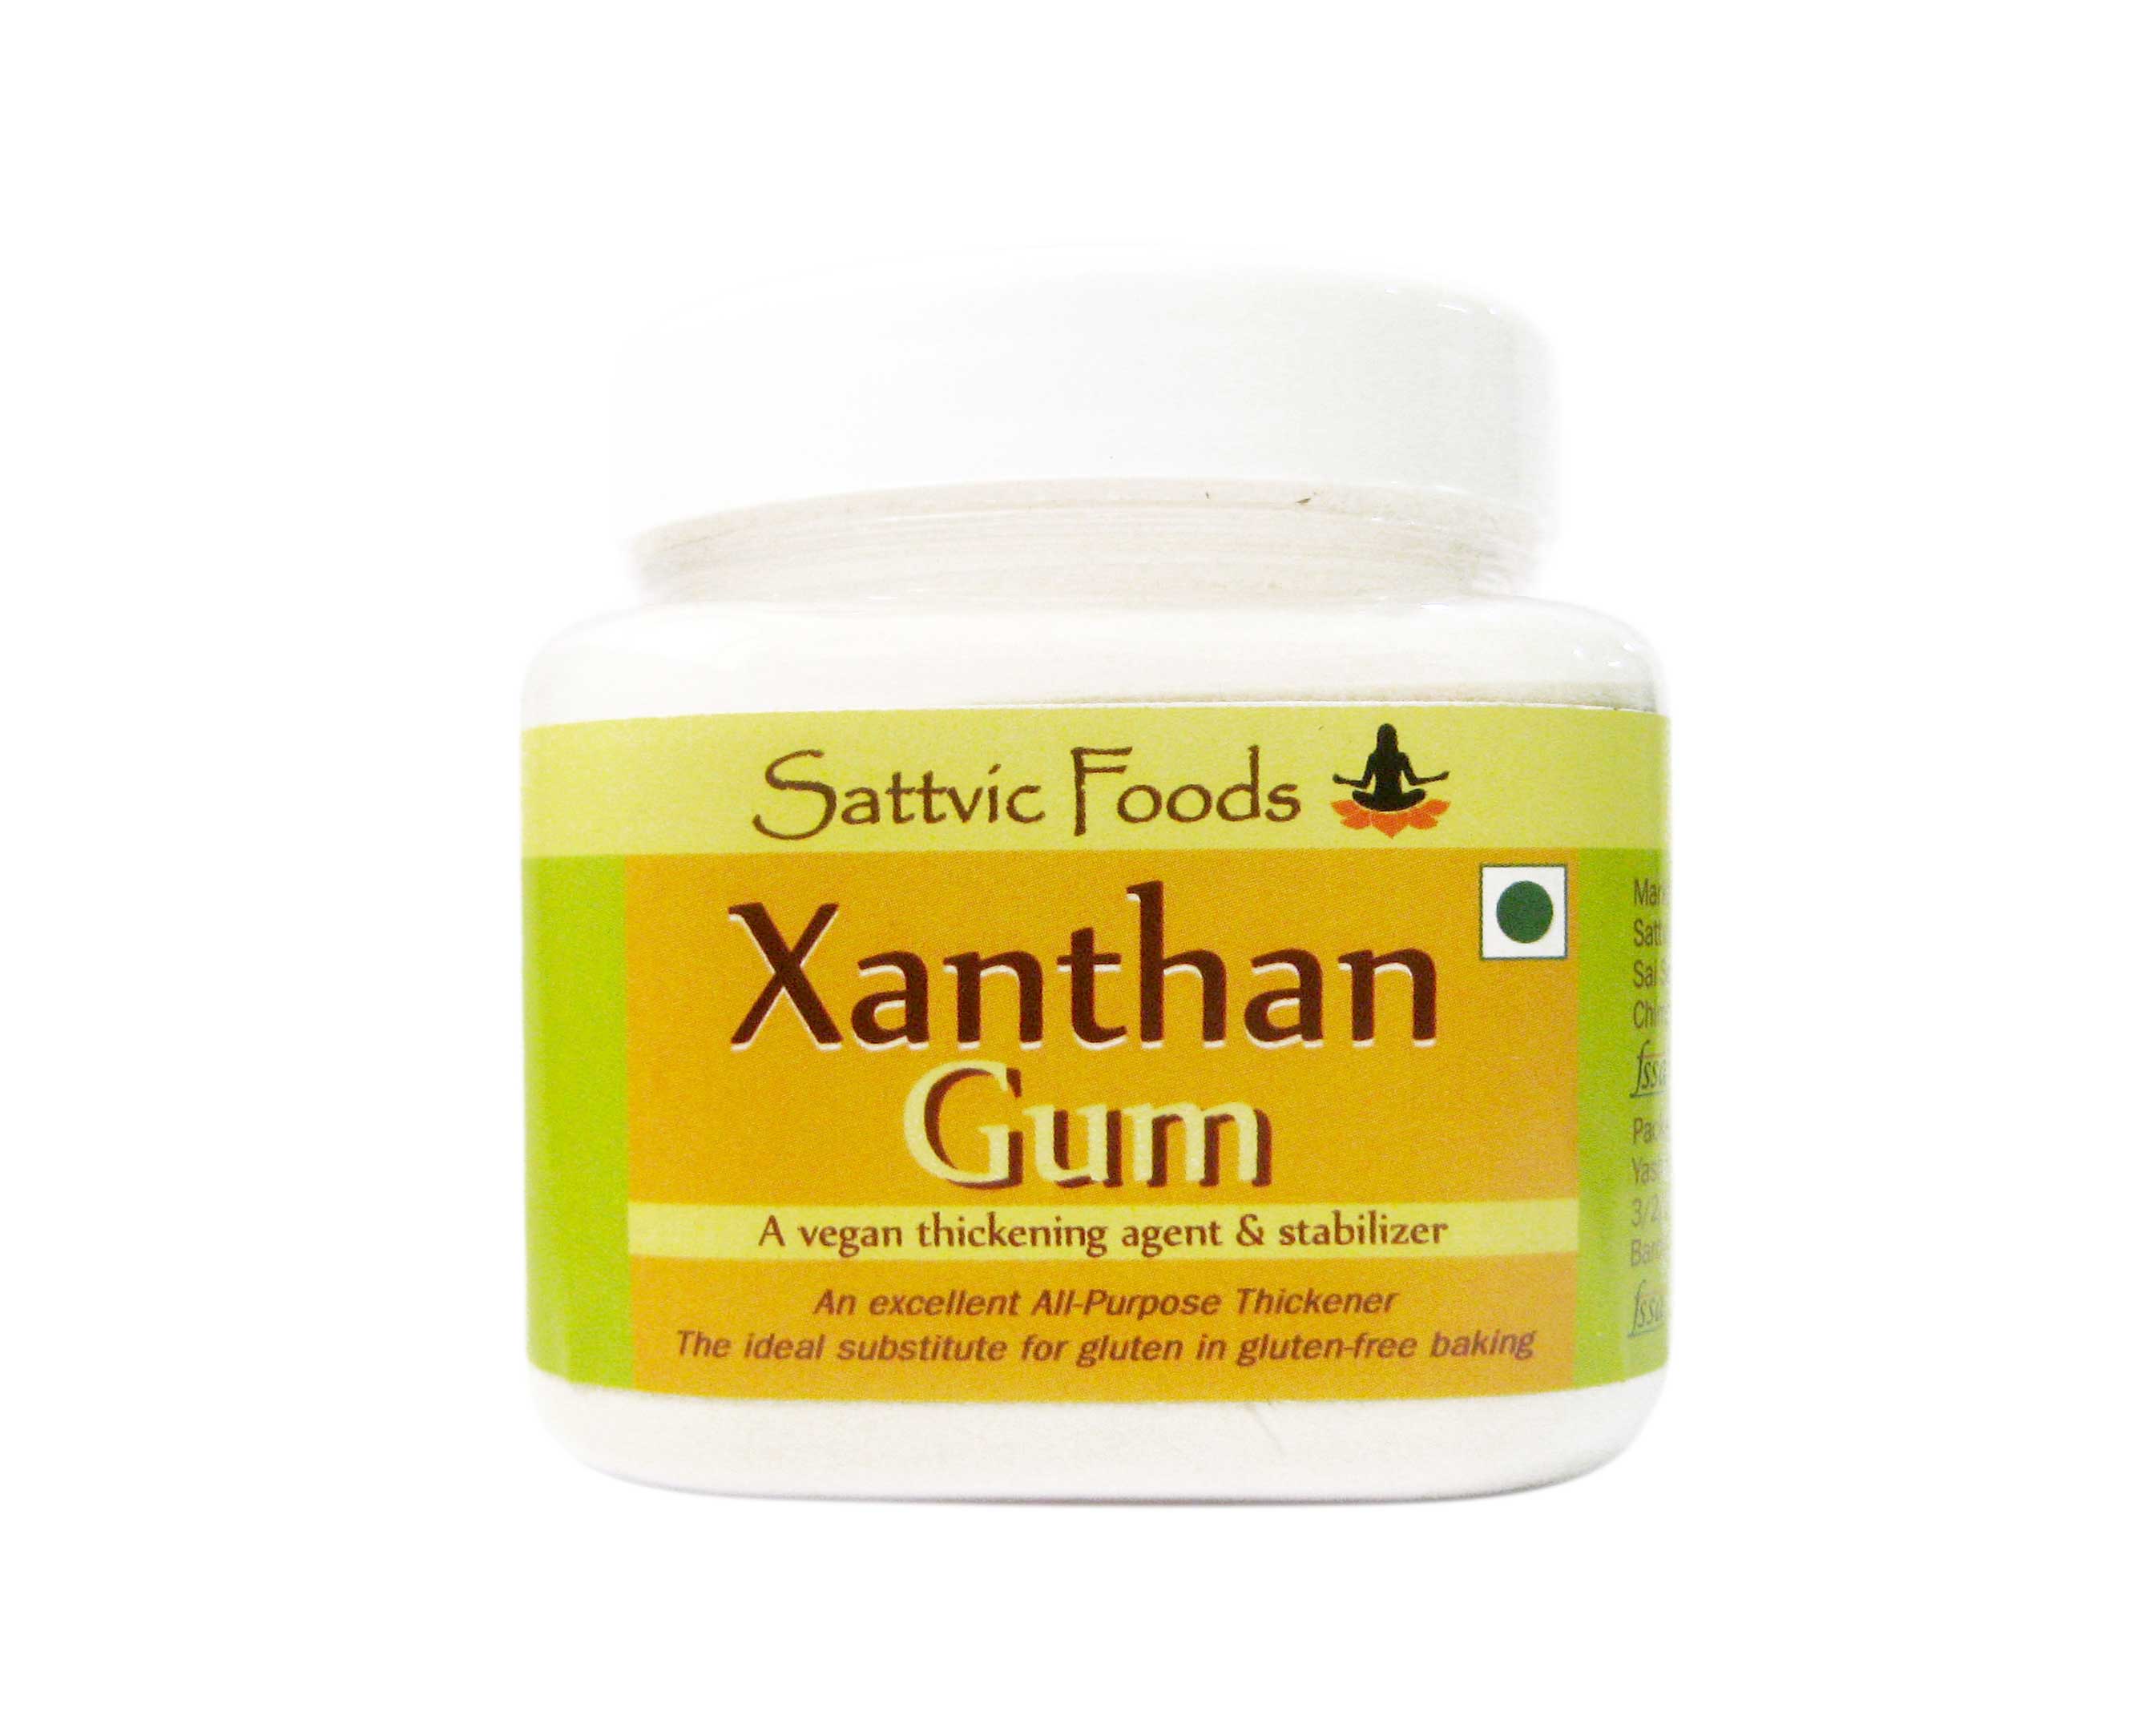 Sattvic Foods
Xanthan
Gum
A vegan thickening agent & stabilizer
An excellent All-Purpose Thickener
The ideal substitute for gluten in gluten-free baking